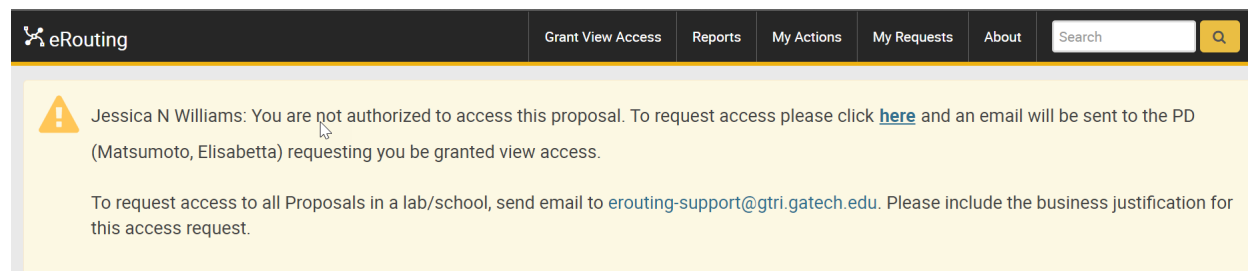 eRouting
Grant View Access
Reports
My Actions
My Requests
About
Search
Jessica N Williams: You are not authorized to access this proposal. To request access please click here and an email will be sent to the PD
(Matsumoto, Elisabetta) requesting you be granted view access.
To request access to all Proposals in a lab/school, send email to erouting-support@gtri.gatech.edu. Please include the business justification for
this access request.